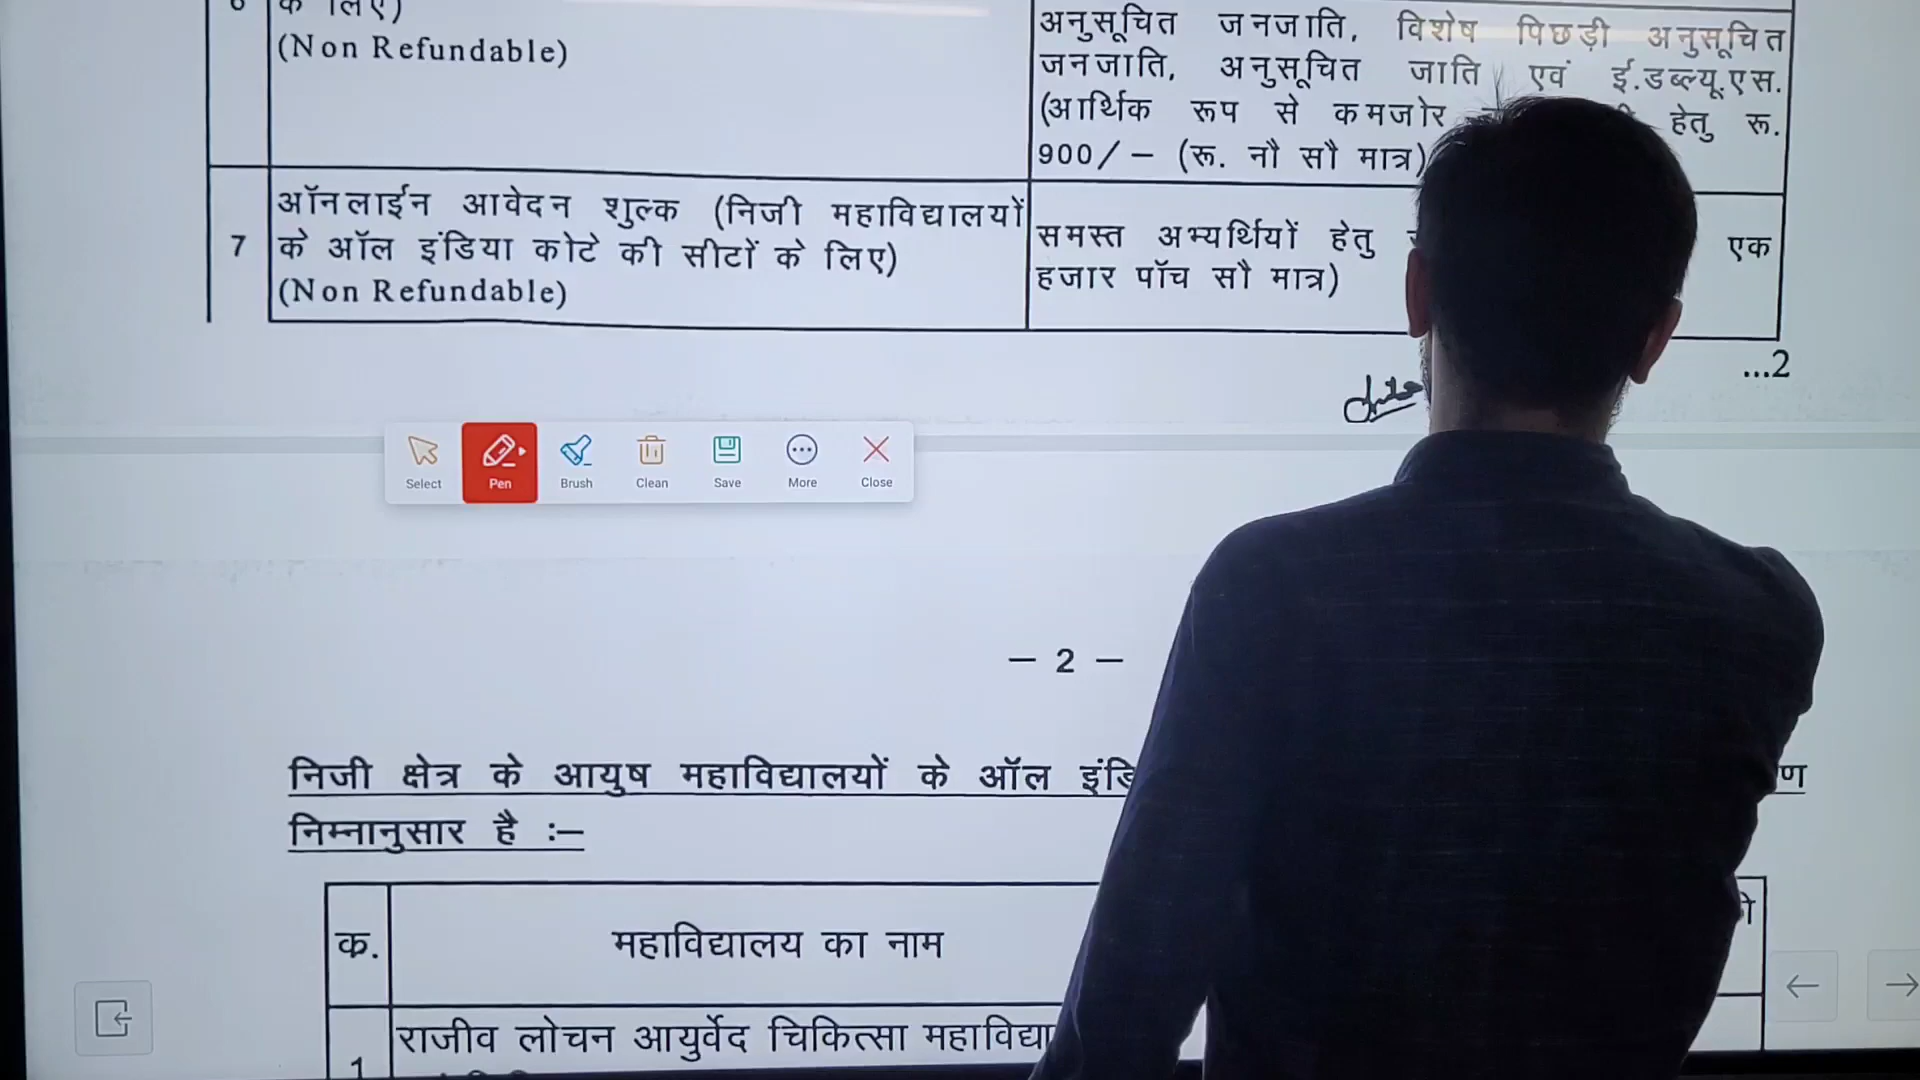 6
के लिए)
(Non Refundable)
अनुसूचित जनजाति, विशेष पिछड़ी अनुसूचित
जनजाति, अनुसूचित जाति एवं ई.डब्ल्यू.एस.
(आर्थिक रूप से कमजोर हेतु रू.
900/– (रू. नौ सौ मात्र)
7
ऑनलाईन आवेदन शुल्क (निजी महाविद्यालयों
के ऑल इंडिया कोटे की सीटों के लिए)
(Non Refundable)
समस्त अभ्यर्थियों हेतु एक
हजार पॉच सौ मात्र)
...2
Select
Pen
Brush
Clean
Save
More
Close
– 2 –
निजी क्षेत्र के आयुष महाविद्यालयों के ऑल
निम्नानुसार है :–
क.
महाविद्यालय का नाम
1
राजीव लोचन आयुर्वेद चिकित्सा